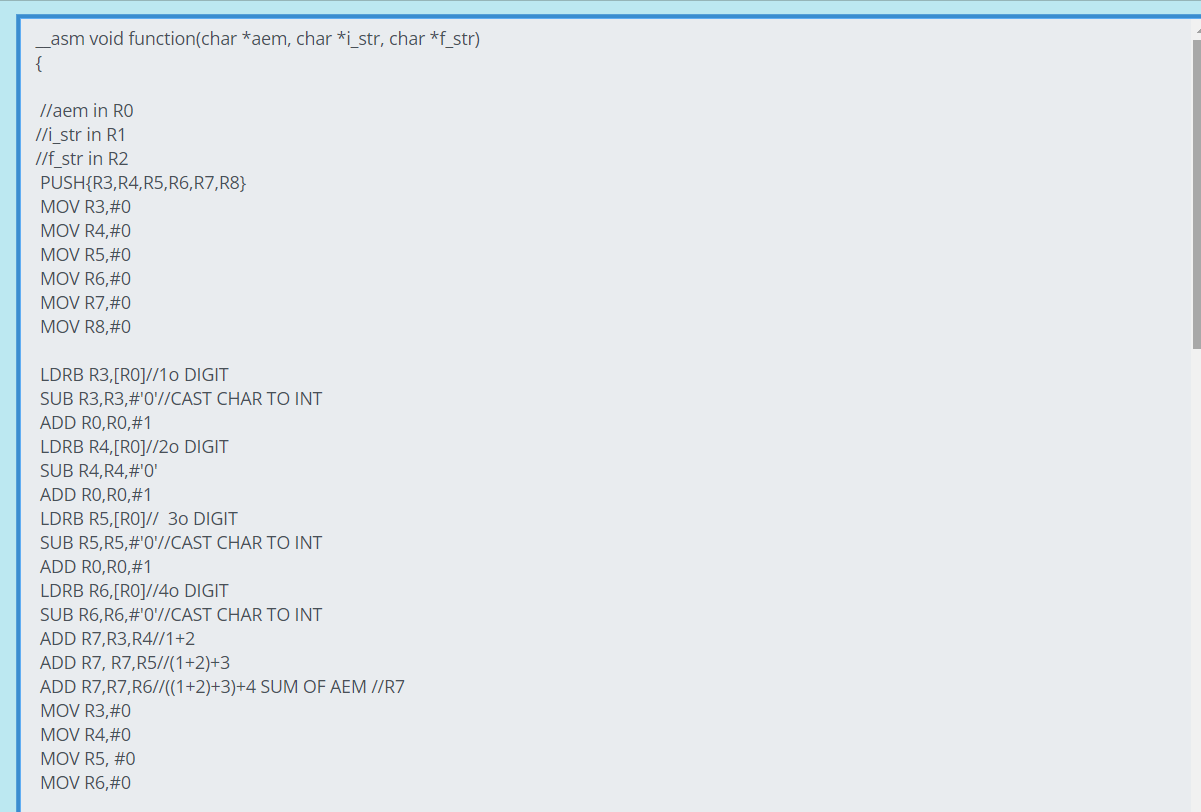 __asm void function(char *aem, char *i_str, char *f_str)
{
//aem in R0
//i_str in R1
//f_str in R2
PUSH{R3,R4,R5,R6,R7,R8}
MOV R3,#0
MOV R4,#0
MOV R5,#0
MOV R6,#0
MOV R7,#0
MOV R8,#0
LDRB R3,[R0]//1o DIGIT
SUB R3,R3,#'0'//CAST CHAR TO INT
ADD R0,R0,#1
LDRB R4,[R0]//2o DIGIT
SUB R4,R4,#'0'
ADD R0,R0,#1
LDRB R5,[R0]//  3o DIGIT
SUB R5,R5,#'0'//CAST CHAR TO INT
ADD R0,R0,#1
LDRB R6,[R0]//4o DIGIT
SUB R6,R6,#'0'//CAST CHAR TO INT
ADD R7,R3,R4//1+2
ADD R7, R7,R5//(1+2)+3
ADD R7,R7,R6//((1+2)+3)+4 SUM OF AEM //R7
MOV R3,#0
MOV R4,#0
MOV R5, #0
MOV R6,#0